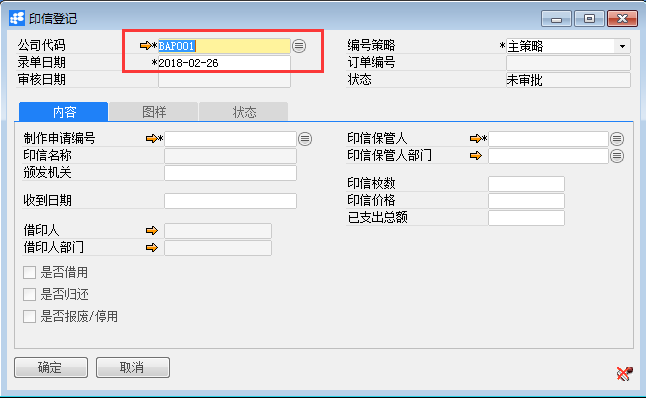 印信登记
公司代码 *BAP001 编号策略 *主策略
录单日期 *2018-02-26 订单编号
审核日期 状态 未审批
内容 图样 状态
制作申请编号 * 印信保管人 *
印信名称 印信保管人部门
颁发机关
印信枚数
收到日期 印信价格
已支出总额
借印人
借印人部门
是否借用
是否归还
是否报废/停用
确定 取消